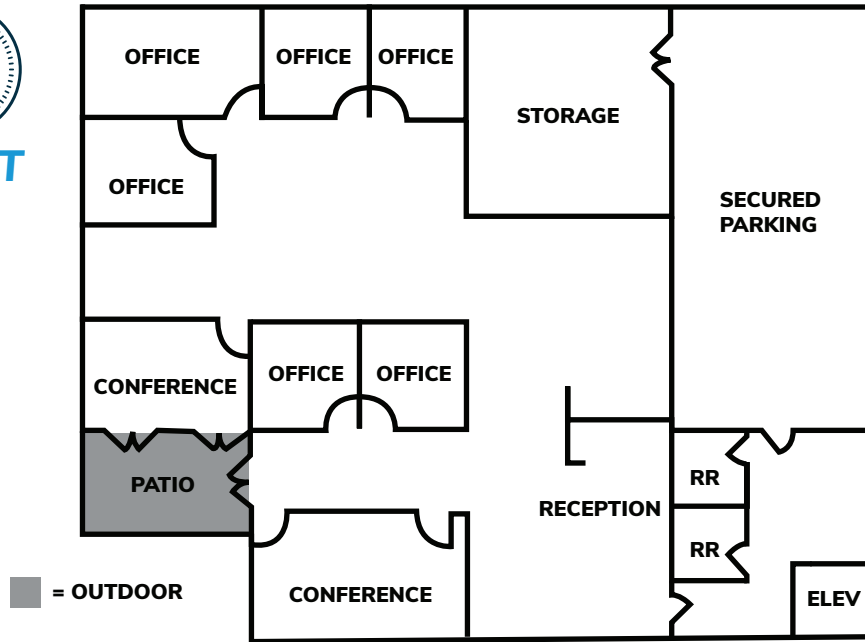 OFFICE
OFFICE
OFFICE
STORAGE
T
OFFICE
SECURED
PARKING
CONFERENCE
OFFICE
OFFICE
PATIO
RR
RECEPTION
RR
= OUTDOOR
CONFERENCE
ELEV